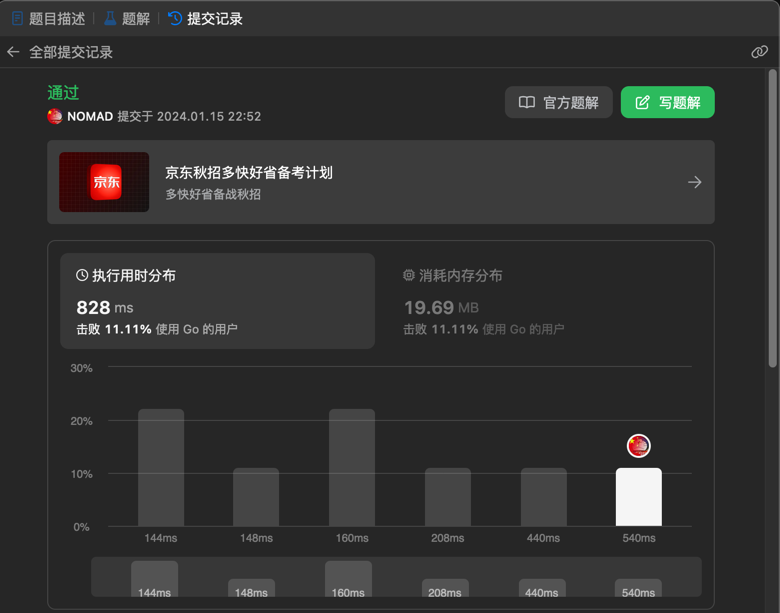 题目描述 题解 提交记录
全部提交记录
通过
NOMAD 提交于 2024.01.15 22:52
官方题解
写题解
京东
京东秋招多快好省备考计划
多快好省备战秋招
执行用时分布
828 ms
击败 11.11% 使用 Go 的用户
消耗内存分布
19.69 MB
击败 11.11% 使用 Go 的用户
30%
20%
10%
0%
144ms 148ms 160ms 208ms 440ms 540ms
144ms 148ms 160ms 208ms 440ms 540ms